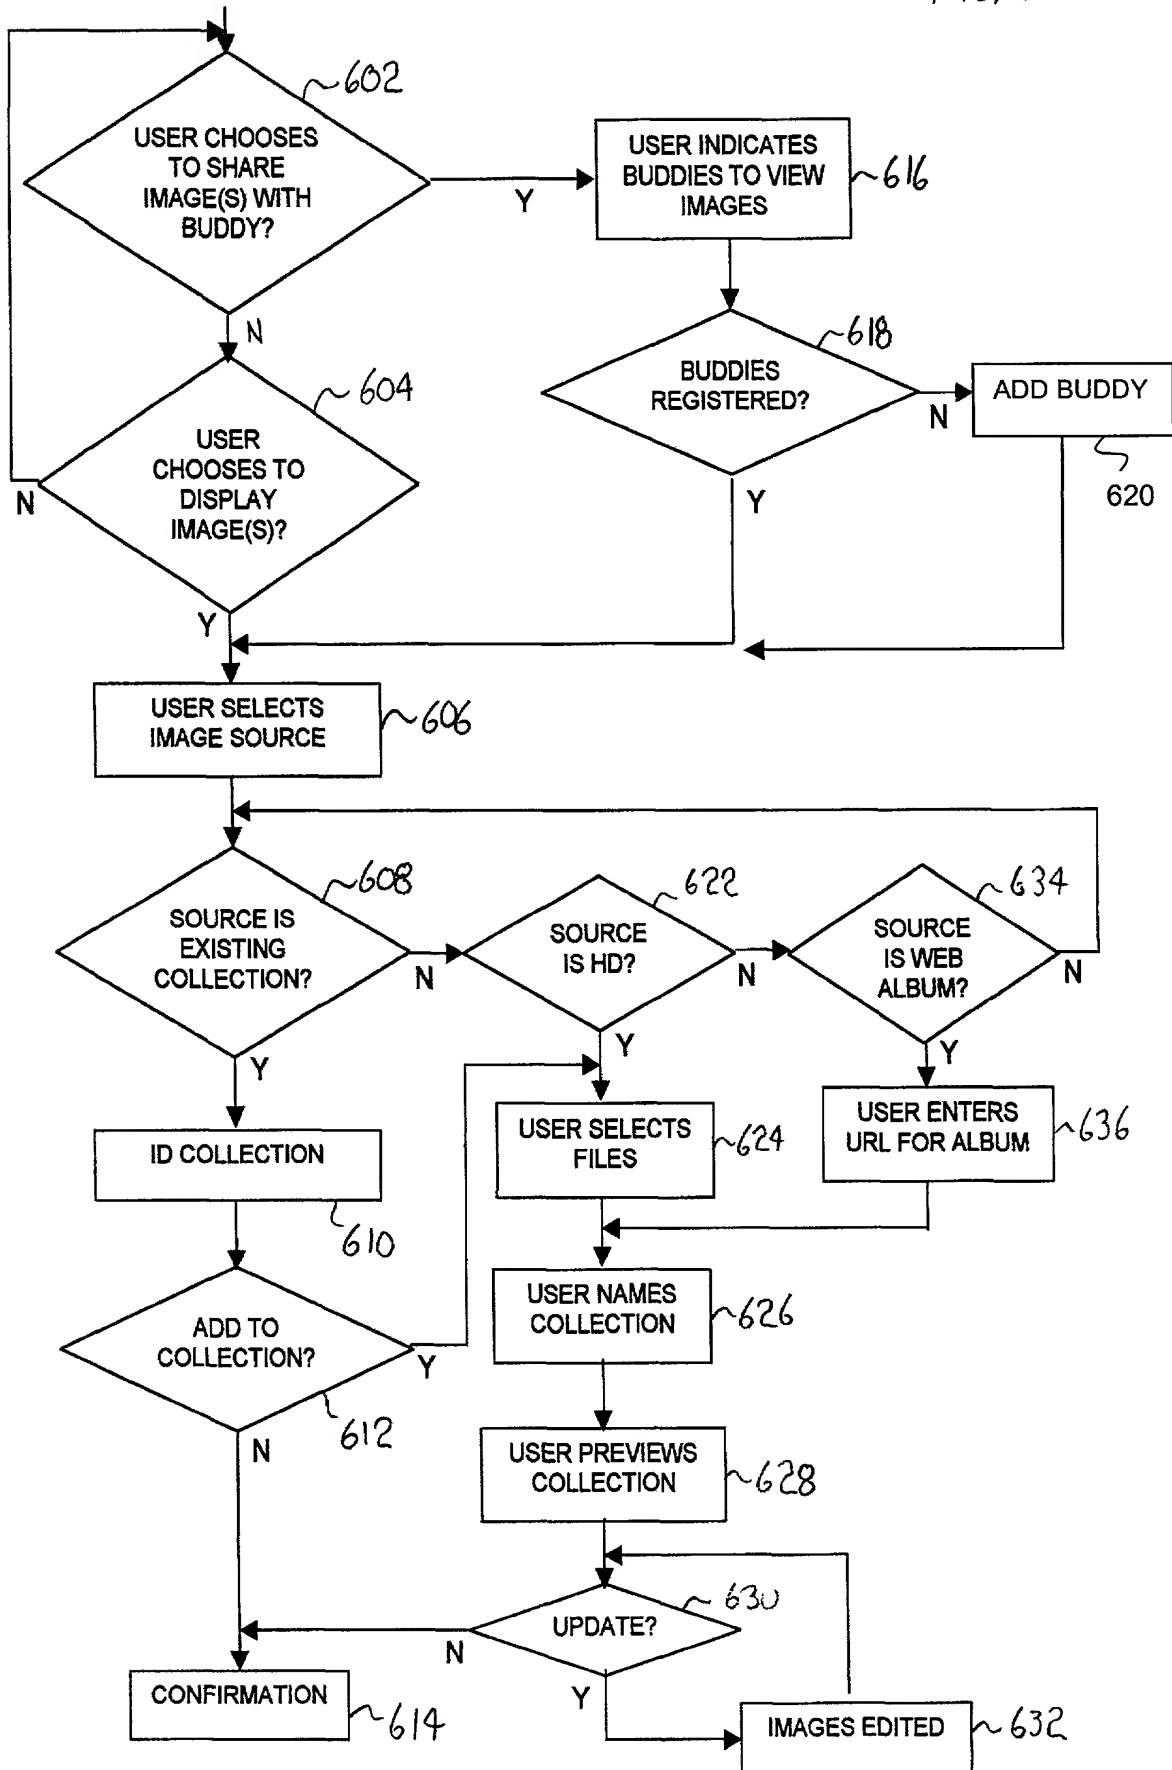 602
USER CHOOSES
TO SHARE
IMAGE(S) WITH
BUDDY?
Y
N
USER INDICATES
BUDDIES TO VIEW
IMAGES
616
604
USER
CHOOSES TO
DISPLAY
IMAGE(S)?
N
Y
618
BUDDIES
REGISTERED?
N
Y
ADD BUDDY
620
USER SELECTS
IMAGE SOURCE
606
608
SOURCE IS
EXISTING
COLLECTION?
N
Y
622
SOURCE
IS HD?
N
Y
634
SOURCE
IS WEB
ALBUM?
N
Y
ID COLLECTION
610
USER SELECTS
FILES
624
USER ENTERS
URL FOR ALBUM
636
ADD TO
COLLECTION?
Y
612
N
USER NAMES
COLLECTION
626
USER PREVIEWS
COLLECTION
628
UPDATE?
630
N
Y
CONFIRMATION
614
IMAGES EDITED
632